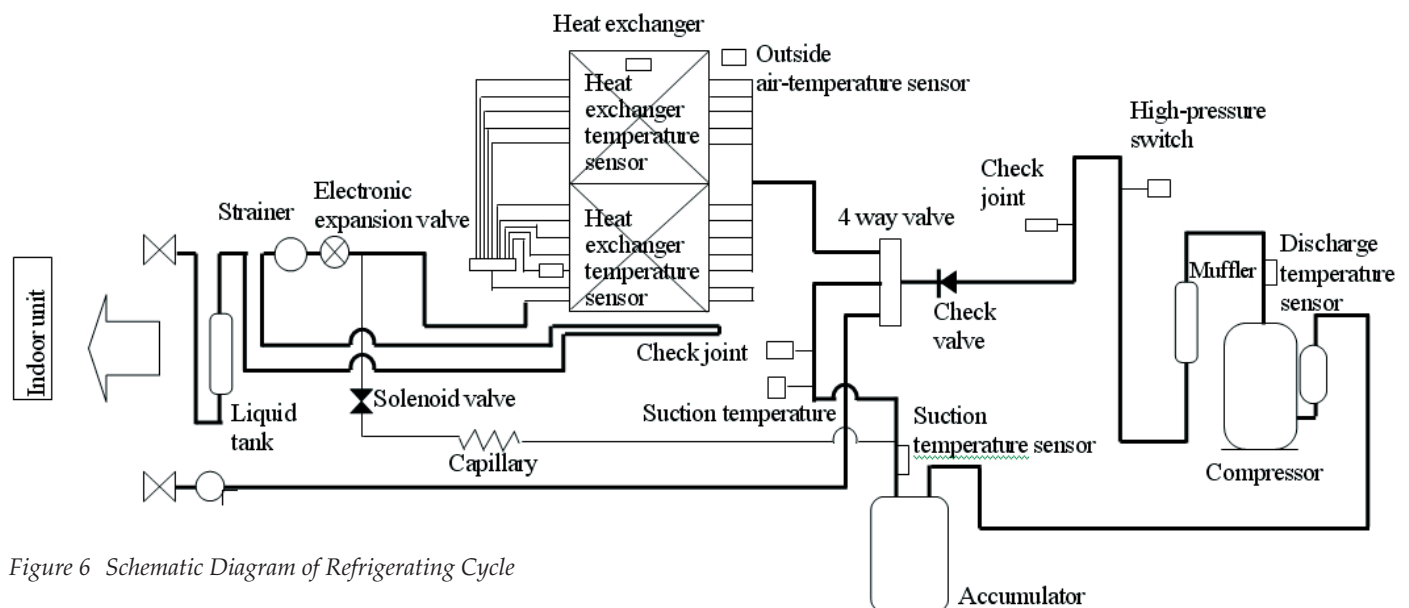 Heat exchanger
Outside
air-temperature sensor
Heat
exchanger
temperature
sensor
High-pressure
switch
Check
joint
Electronic
expansion valve
Strainer
Heat
exchanger
temperature
sensor
4 way valve
Muffler
Discharge
temperature
sensor
Indoor unit
Check
valve
Check joint
Solenoid valve
Suction temperature
Liquid
tank
Suction
temperature sensor
Capillary
Compressor
Figure 6 Schematic Diagram of Refrigerating Cycle
Accumulator